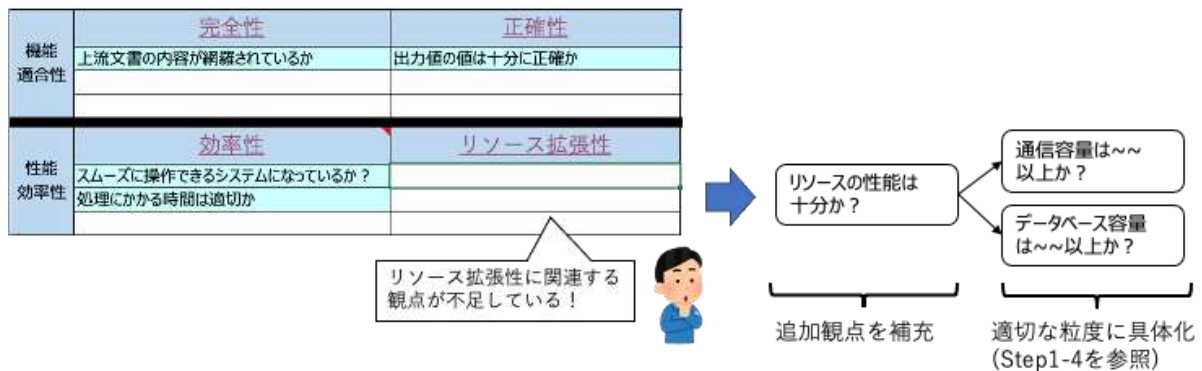 機能
適合性
完全性
正確性
上流文書の内容が網羅されているか
出力値の値は十分に正確か
性能
効率性
効率性
リソース拡張性
スムーズに操作できるシステムになっているか？
処理にかかる時間は適切か
リソース拡張性に関連する
観点が不足している！
リソースの性能は
十分か？
通信容量は~~
以上か？
データベース容量
は~~以上か？
追加観点を補充
適切な粒度に具体化
(Step1-4を参照)